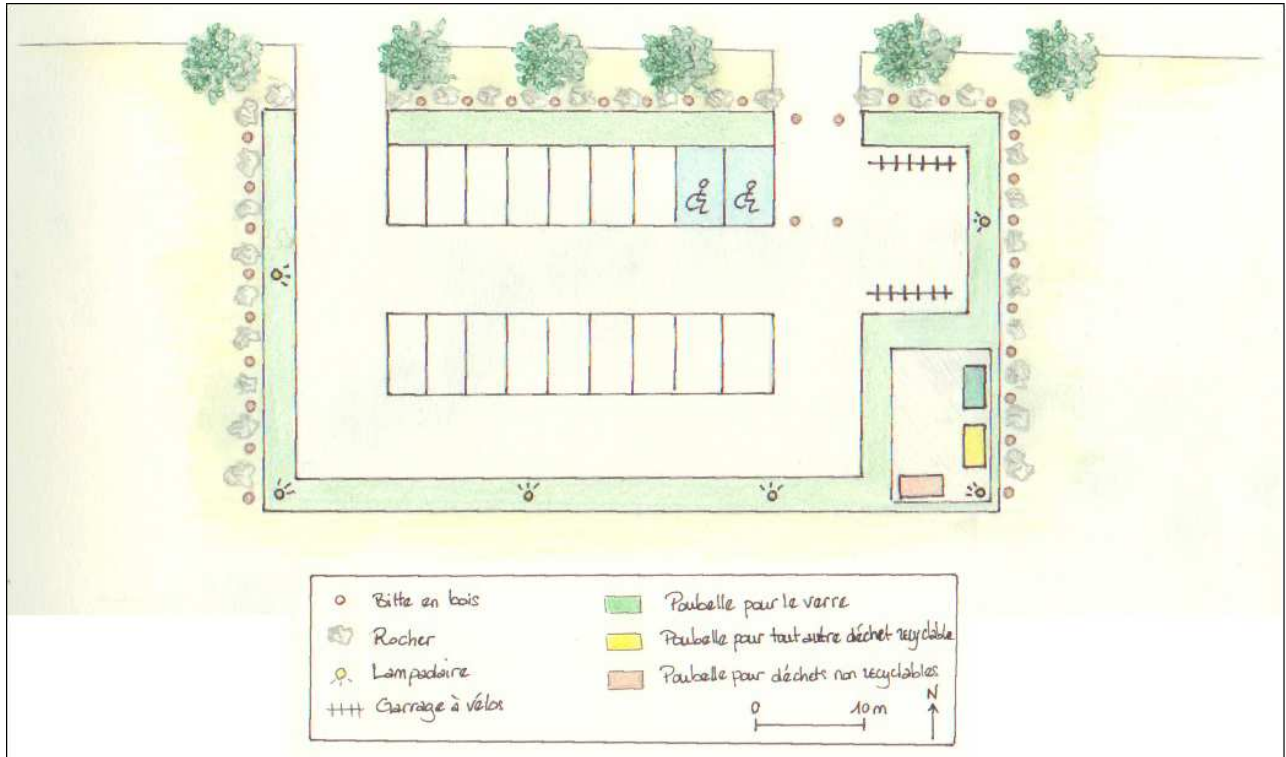 Bitte en bois
Rocher
Lampadaire
Garrage à vélos
Poubelle pour le verre
Poubelle pour tout autre déchet recyclable
Poubelle pour déchets non recyclables
0 10 m
N